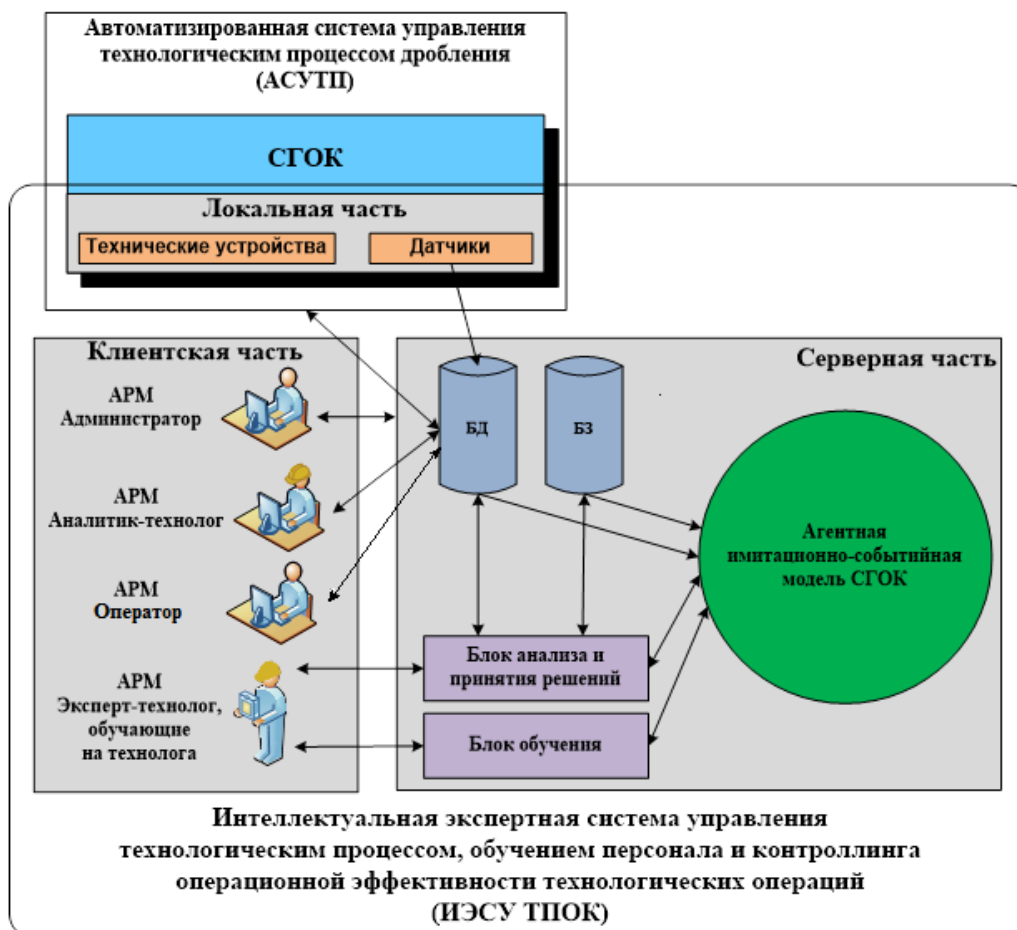 Автоматизированная система управления
технологическим процессом дробления
(АСУТП)
СГОК
Локальная часть
Технические устройства
Датчики
Клиентская часть
АРМ
Администратор
АРМ
Аналитик-технолог
АРМ
Оператор
АРМ
Эксперт-технолог,
обучающие
на технолога
Серверная часть
БД
БЗ
Агентная
имитационно-событийная
модель СГОК
Блок анализа и
принятия решений
Блок обучения
Интеллектуальная экспертная система управления
технологическим процессом, обучением персонала и контроллинга
операционной эффективности технологических операций
(ИЭСУ ТПОК)